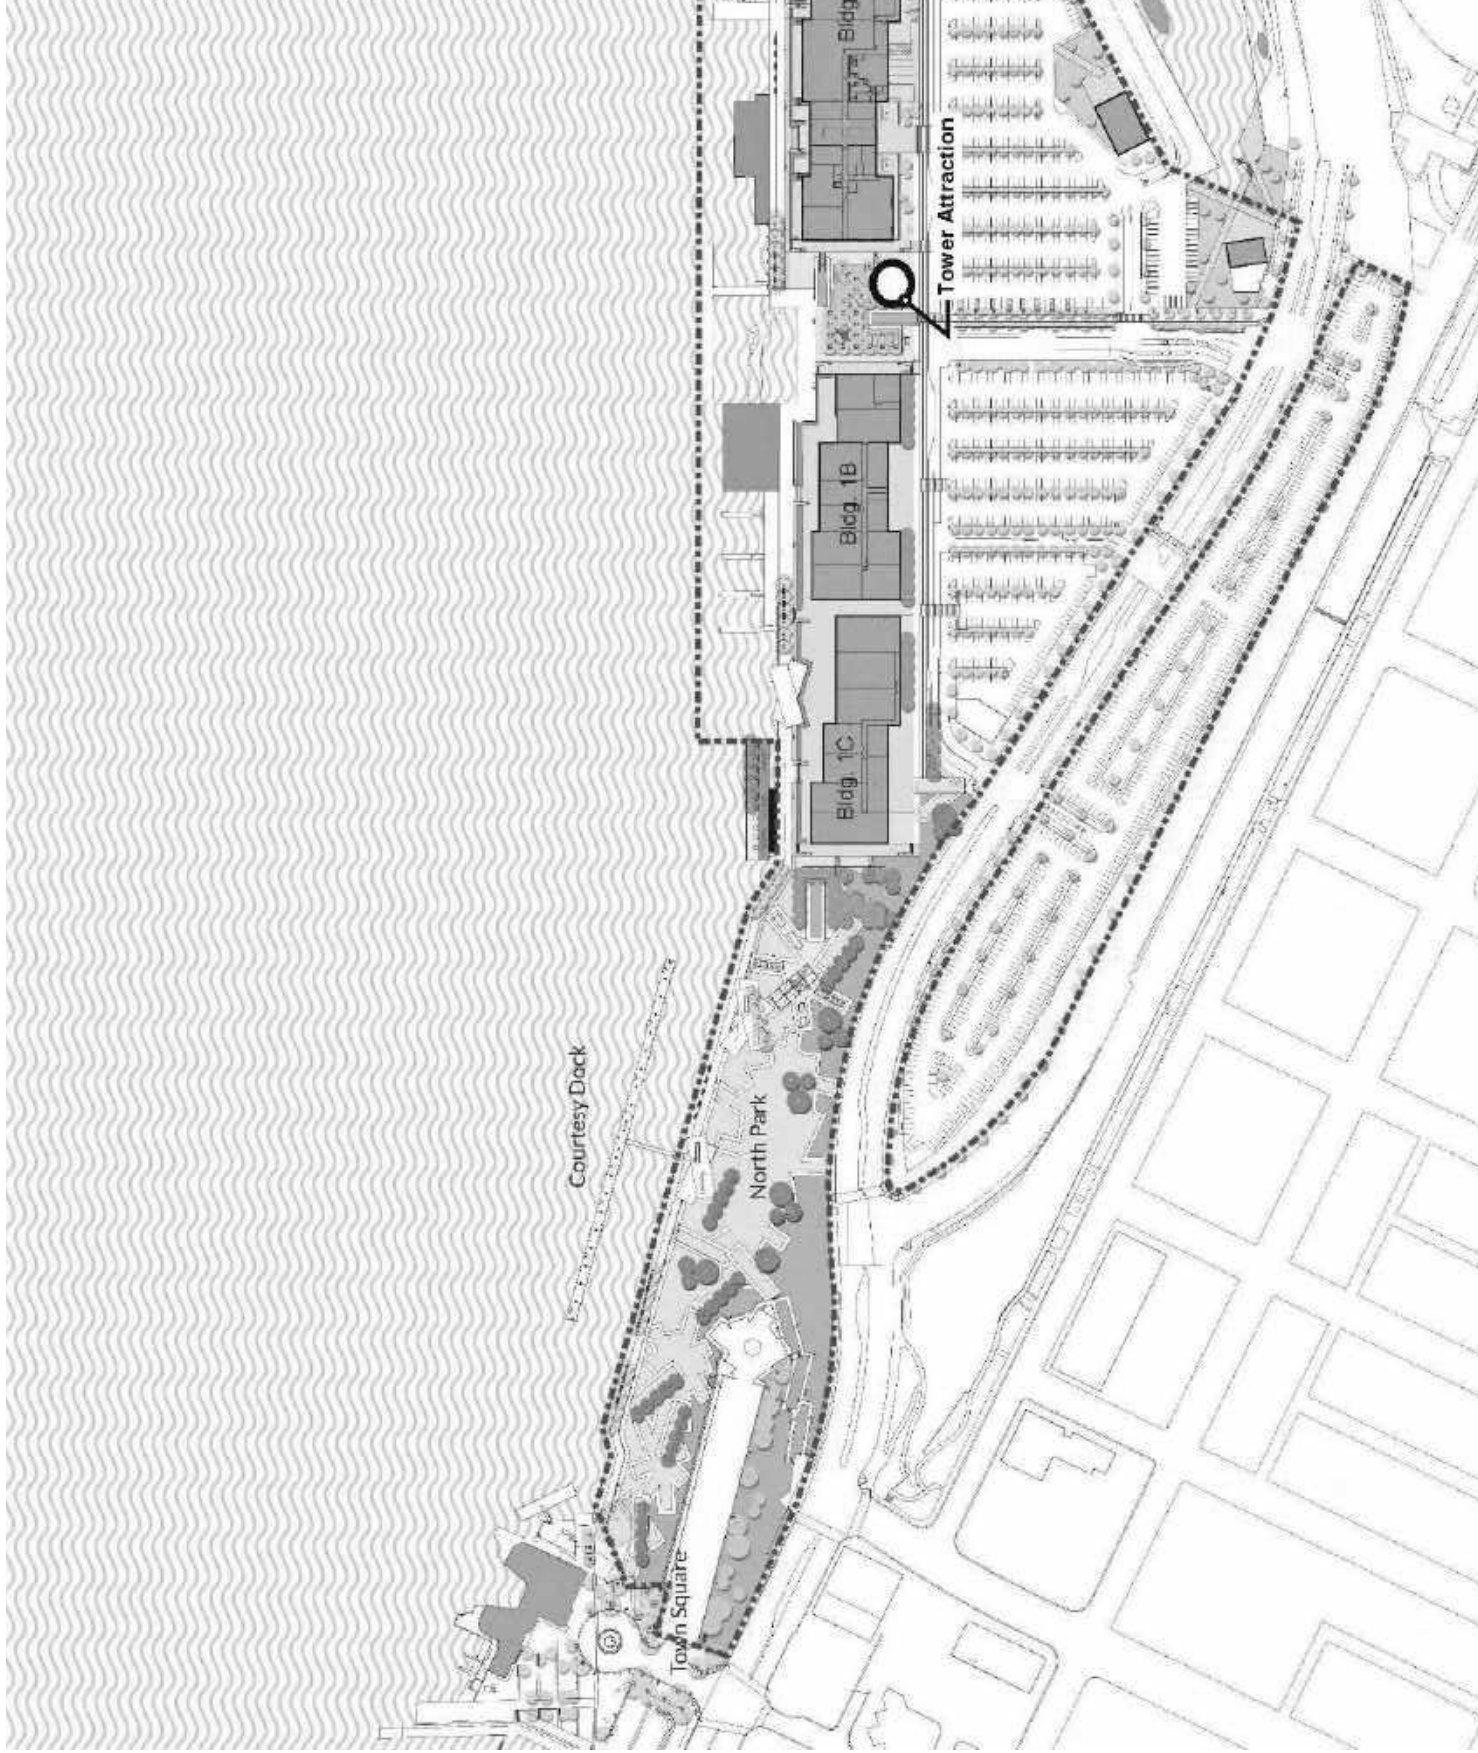 Bldg.
Tower Attraction
Bldg. 1B
Bldg. 1C
Courtesy Dock
North Park
Town Square